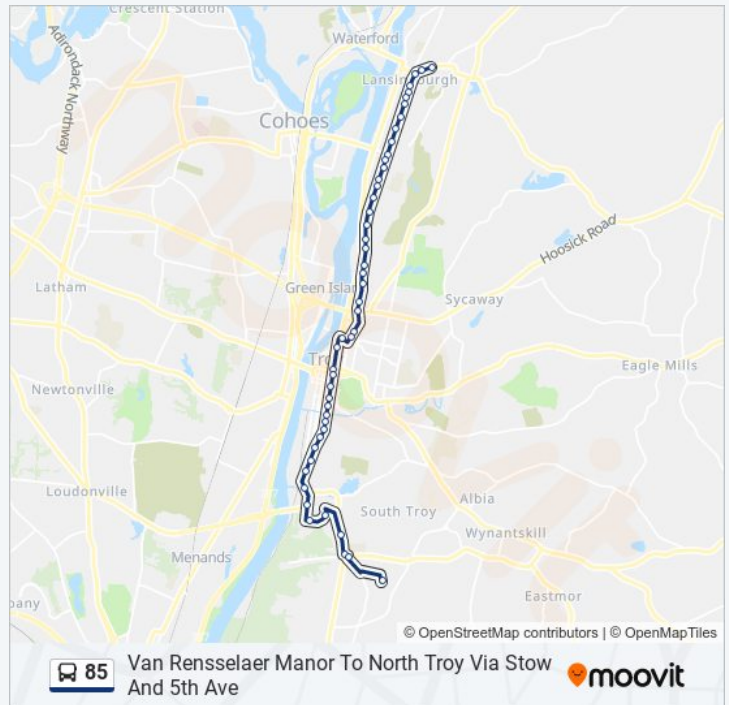 Crescent Station
Waterford
Adirondack Northway
Lansingburgh
Cohoes
Hoosick Road
Latham
Green Island
Sycaway
Troy
Eagle Mills
Newtonville
Loudonville
Albia
South Troy
Wynantskill
Menands
pany
Eastmor
© OpenStreetMap contributors | © OpenMapTiles
85 Van Rensselaer Manor To North Troy Via Stow
And 5th Ave
moovit